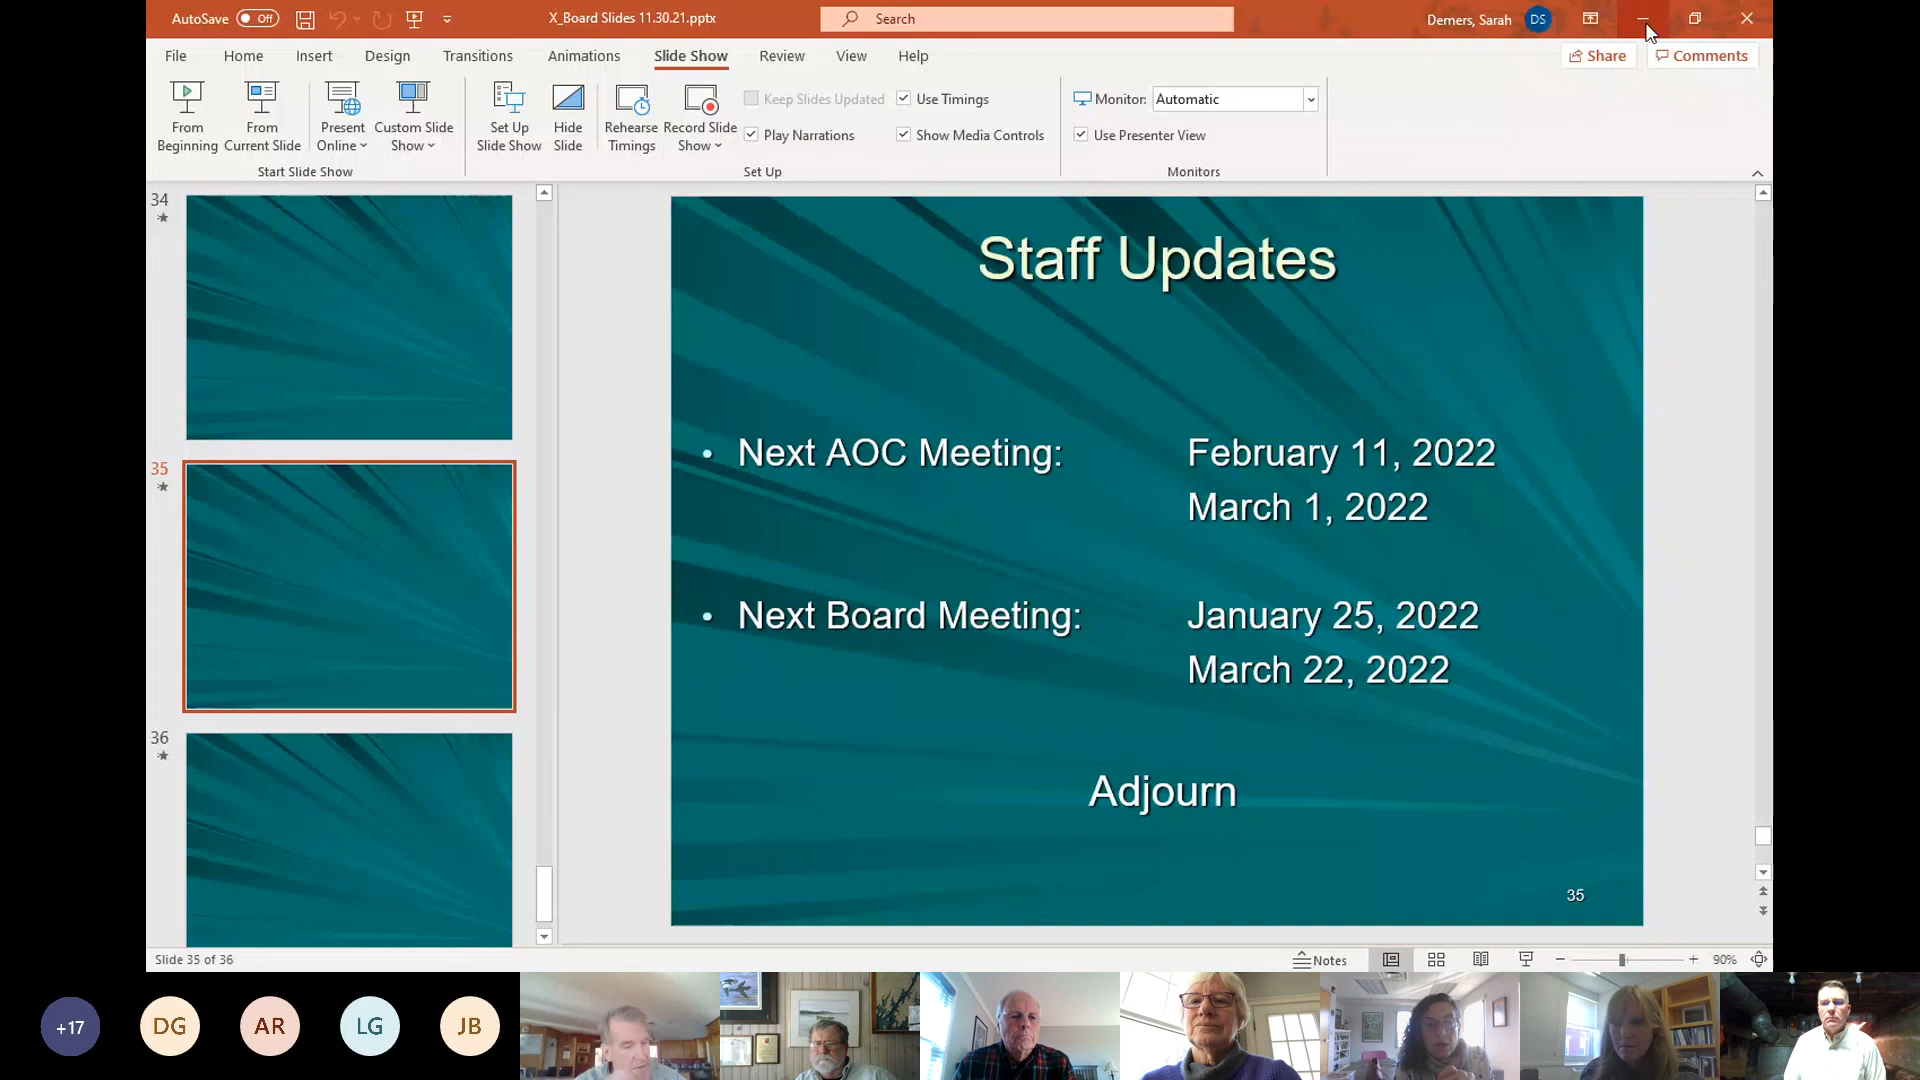 AutoSave Off X_Board Slides 11.30.21.pptx Search Demers, Sarah DS
File Home Insert Design Transitions Animations Slide Show Review View Help Share Comments
From Beginning
From Current Slide
Present Online
Custom Slide Show
Start Slide Show
Set Up Slide Show
Hide Slide
Rehearse Timings
Record Slide Show
Keep Slides Updated
Play Narrations
Use Timings
Show Media Controls
Set Up
Monitor: Automatic
Use Presenter View
Monitors
34
35
36
Staff Updates
• Next AOC Meeting: February 11, 2022
March 1, 2022
• Next Board Meeting: January 25, 2022
March 22, 2022
Adjourn
35
Slide 35 of 36 Notes 90%
+17 DG AR LG JB